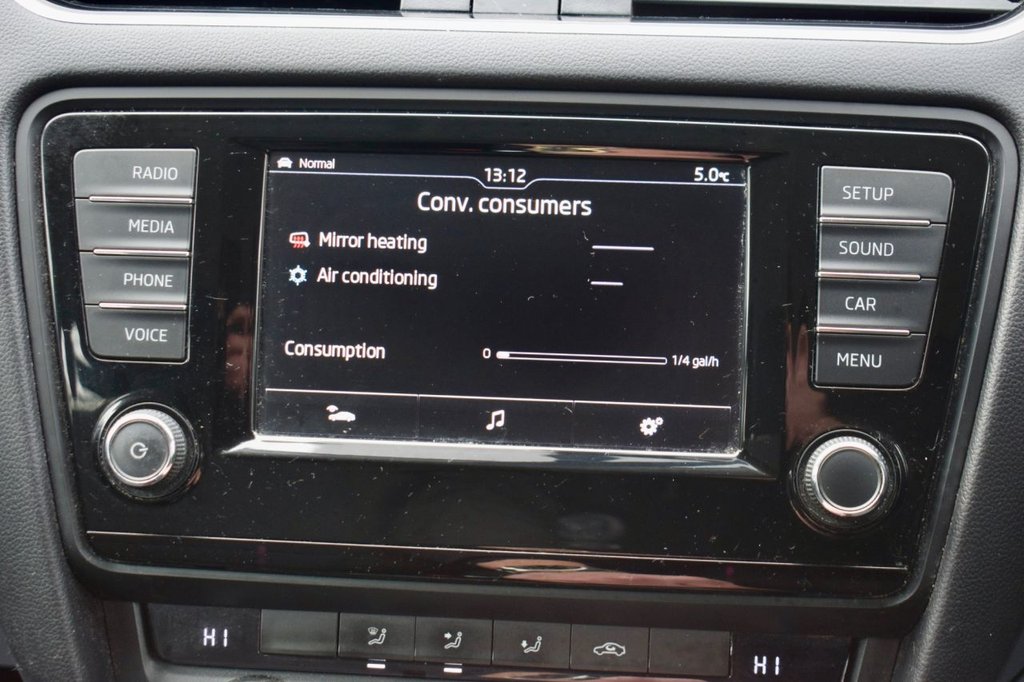 Normal 13:12 5.0°C
Conv. consumers
Mirror heating
Air conditioning
Consumption 0 1/4 gal/h
RADIO
MEDIA
PHONE
VOICE
SETUP
SOUND
CAR
MENU
HI HI